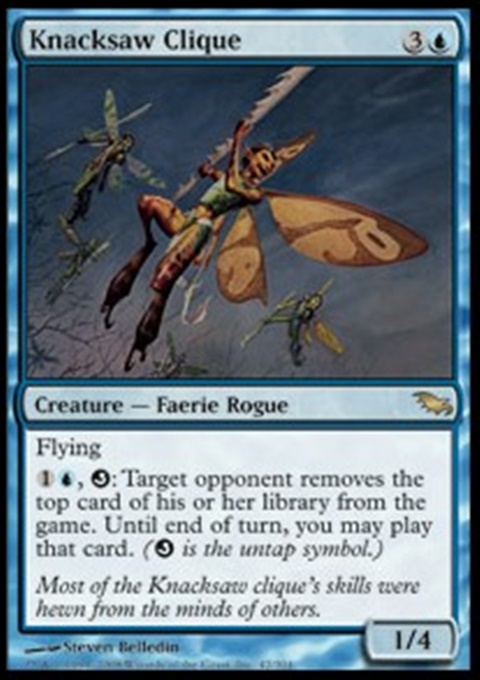 Knacksaw Clique 3
Creature — Faerie Rogue
Flying
1, : Target opponent removes the
top card of his or her library from the
game. Until end of turn, you may play
that card. ( is the untap symbol.)
Most of the Knacksaw clique's skills were
hewn from the minds of others.
Steven Belledin
1/4